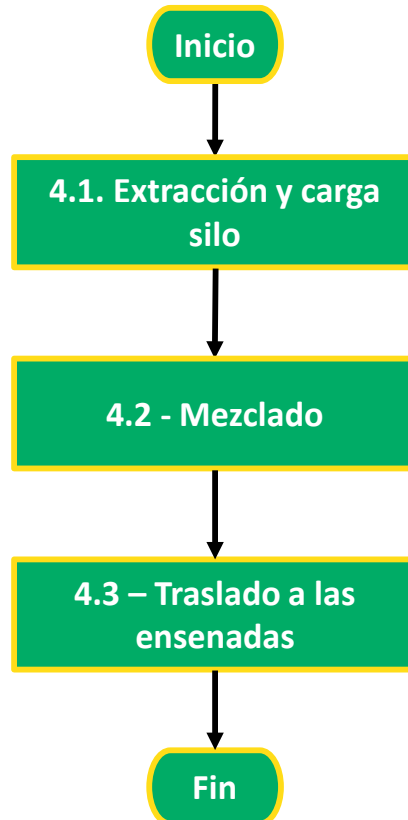 Inicio
4.1. Extracción y carga
silo
4.2 - Mezclado
4.3 – Traslado a las
ensenadas
Fin